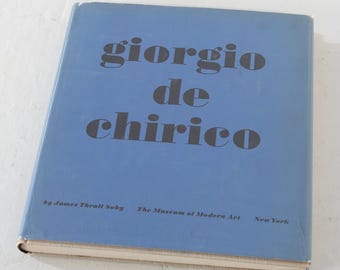 giorgio
de
chirico
by James Thrall Soby The Museum of Modern Art New York